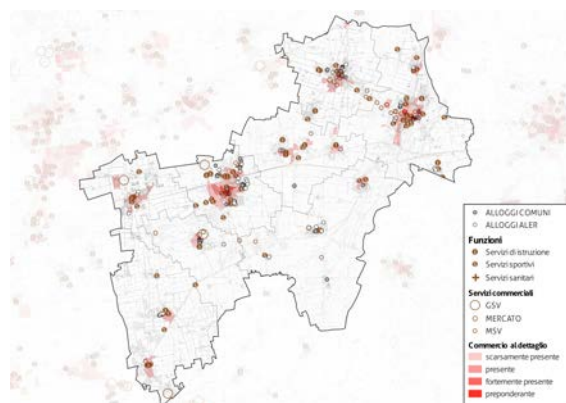 ALLOGGI COMUNI
ALLOGGI ALER
Funzioni
Servizi di istruzione
Servizi sportivi
Servizi sanitari
Servizi commerciali
GSV
MERCATO
MSV
Commercio al dettaglio
scarsamente presente
presente
fortemente presente
preponderante